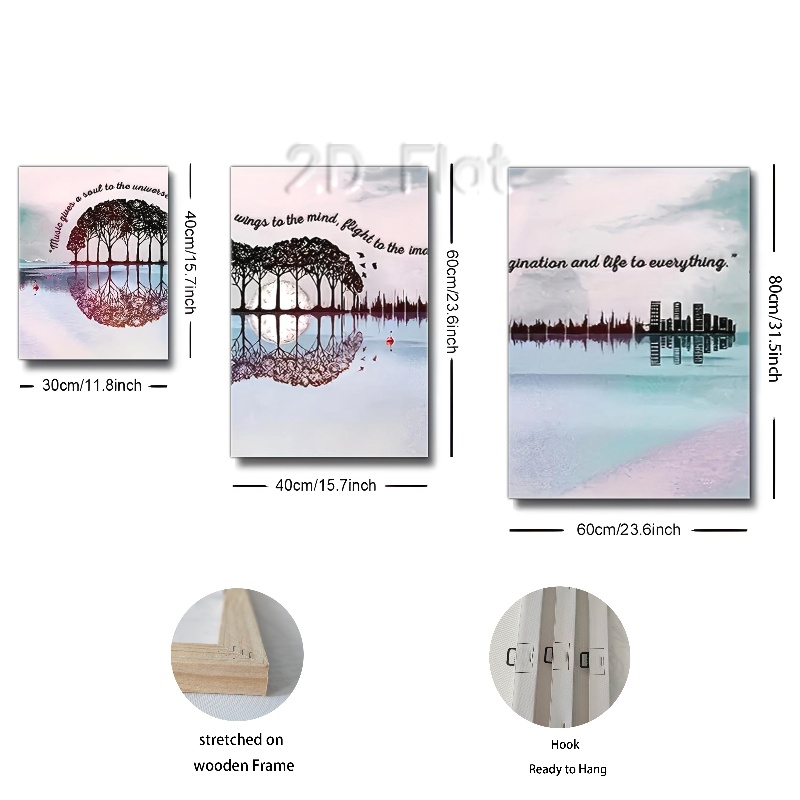 2D Flat
"Music gives a soul to the universe
40cm/15.7inch
30cm/11.8inch
wings to the mind, flight to the ima
60cm/23.6inch
40cm/15.7inch
gination and life to everything."
80cm/31.5inch
60cm/23.6inch
stretched on
wooden Frame
Hook
Ready to Hang